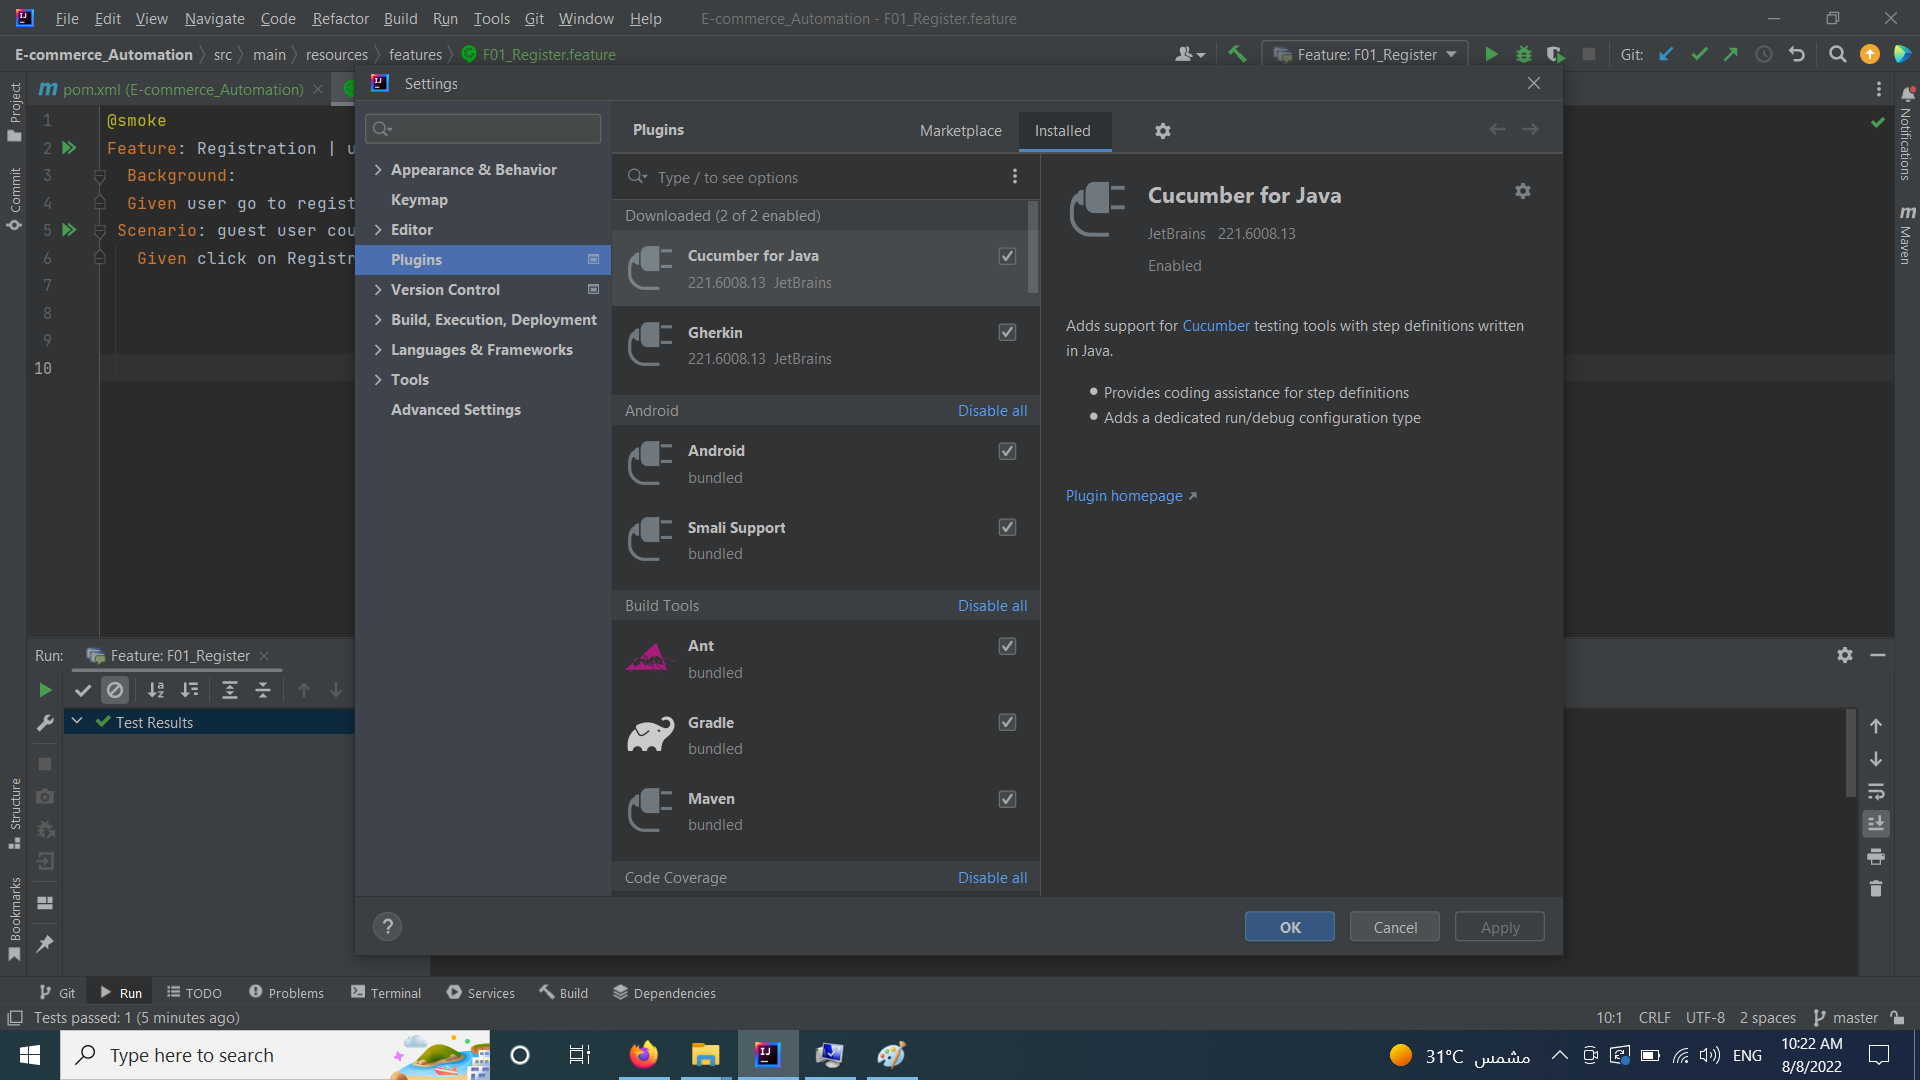 File Edit View Navigate Code Refactor Build Run Tools Git Window Help E-commerce_Automation - F01_Register.feature
E-commerce_Automation src main resources features F01_Register.feature Feature: F01_Register Git:
Settings
pom.xml (E-commerce_Automation)
Project
Commit
Structure
Bookmarks
1 @smoke
2 Feature: Registration | u
3 Background:
4 Given user go to regist
5 Scenario: guest user cou
6 Given click on Registr
7
8
9
10
Appearance & Behavior
Keymap
Editor
Plugins
Version Control
Build, Execution, Deployment
Languages & Frameworks
Tools
Advanced Settings
Plugins Marketplace Installed
Type / to see options
Downloaded (2 of 2 enabled)
Cucumber for Java
221.6008.13 JetBrains
Gherkin
221.6008.13 JetBrains
Android Disable all
Android
bundled
Smali Support
bundled
Build Tools Disable all
Ant
bundled
Gradle
bundled
Maven
bundled
Code Coverage Disable all
Cucumber for Java
JetBrains 221.6008.13
Enabled
Adds support for Cucumber testing tools with step definitions written
in Java.
Provides coding assistance for step definitions
Adds a dedicated run/debug configuration type
Plugin homepage
? OK Cancel Apply
Notifications
Maven
Run: Feature: F01_Register
Test Results
Git Run TODO Problems Terminal Services Build Dependencies
Tests passed: 1 (5 minutes ago) 10:1 CRLF UTF-8 2 spaces master
Type here to search 31°C مشمس ENG 10:22 AM
8/8/2022